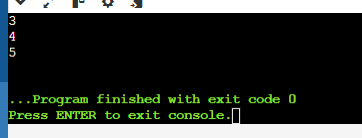 3
4
5
...Program finished with exit code 0
Press ENTER to exit console.